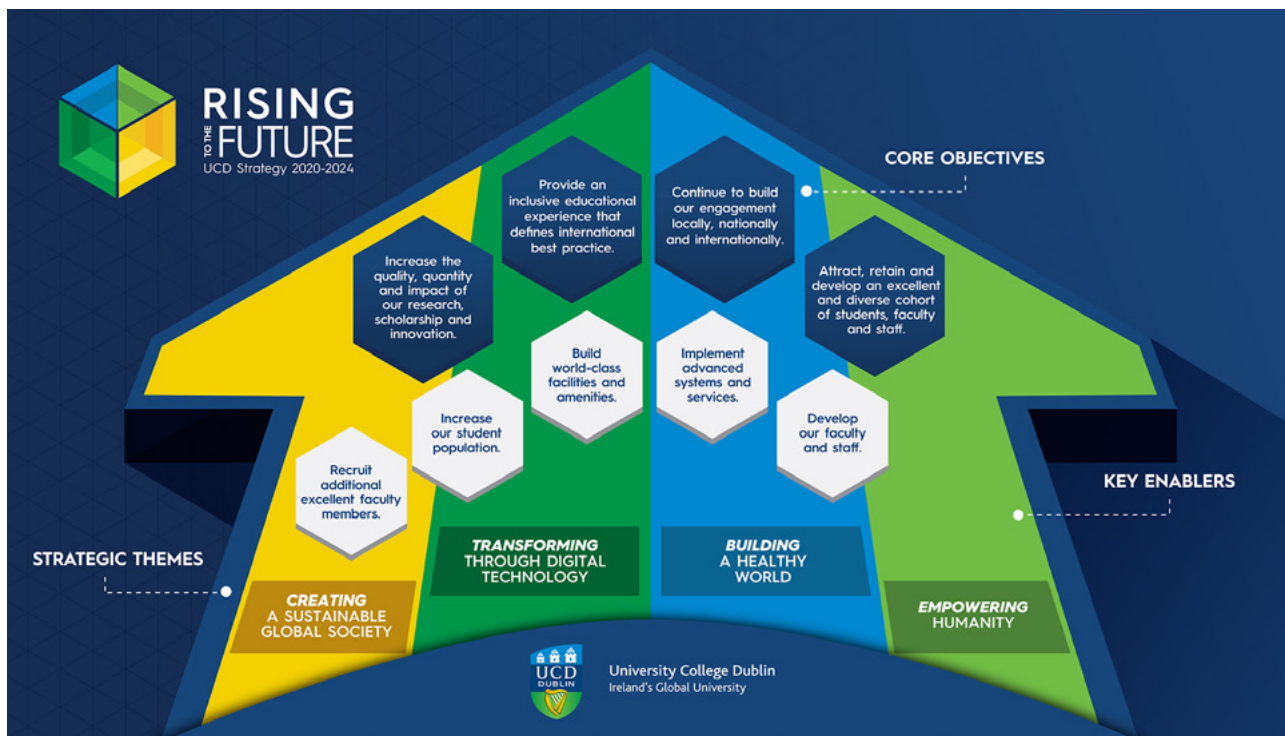 RISING
TO THE
FUTURE
UCD Strategy 2020-2024
CORE OBJECTIVES
Provide an
inclusive educational
experience that
defines international
best practice.
Continue to build
our engagement
locally, nationally
and internationally.
Increase the
quality, quantity
and impact of
our research,
scholarship and
innovation.
Attract, retain and
develop an excellent
and diverse cohort
of students, faculty
and staff.
Build
world-class
facilities and
amenities.
Implement
advanced
systems and
services.
Increase
our student
population.
Develop
our faculty
and staff.
Recruit
additional
excellent faculty
members.
KEY ENABLERS
STRATEGIC THEMES
CREATING
A SUSTAINABLE
GLOBAL SOCIETY
TRANSFORMING
THROUGH DIGITAL
TECHNOLOGY
BUILDING
A HEALTHY
WORLD
EMPOWERING
HUMANITY
UCD
DUBLIN
University College Dublin
Ireland's Global University